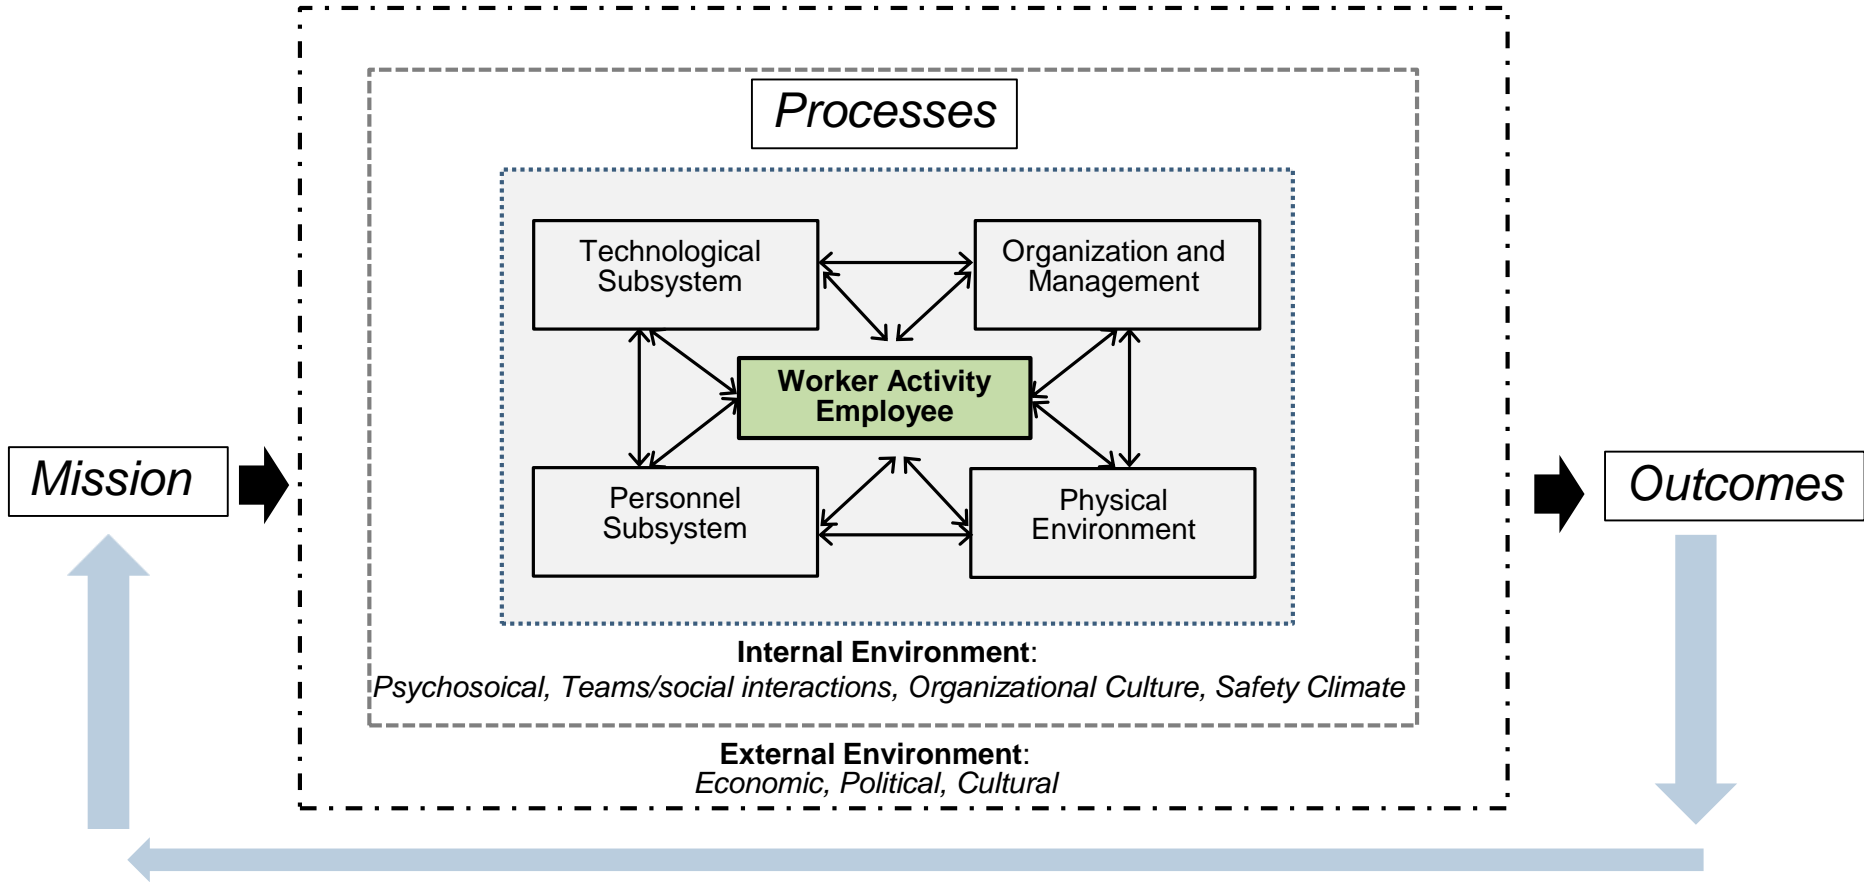 Processes
Technological
Subsystem
Organization and
Management
Worker Activity
Employee
Mission
Outcomes
Personnel
Subsystem
Physical
Environment
Internal Environment:
Psychosoical, Teams/social interactions, Organizational Culture, Safety Climate
External Environment:
Economic, Political, Cultural